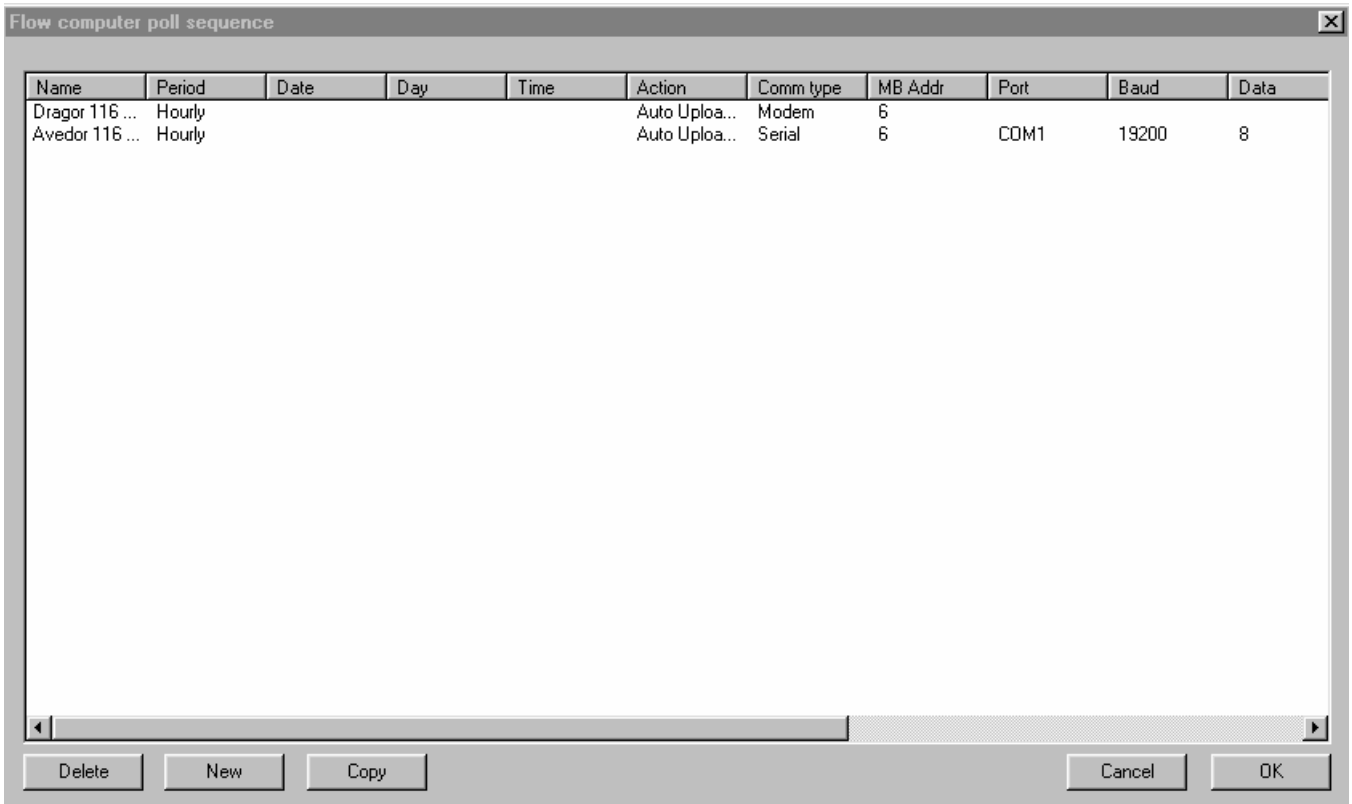 Flow computer poll sequence
Name Period Date Day Time Action Comm type MB Addr Port Baud Data
Dragor 116 ... Hourly Auto Uploa... Modem 6
Avedor 116 ... Hourly Auto Uploa... Serial 6 COM1 19200 8
Delete New Copy Cancel OK